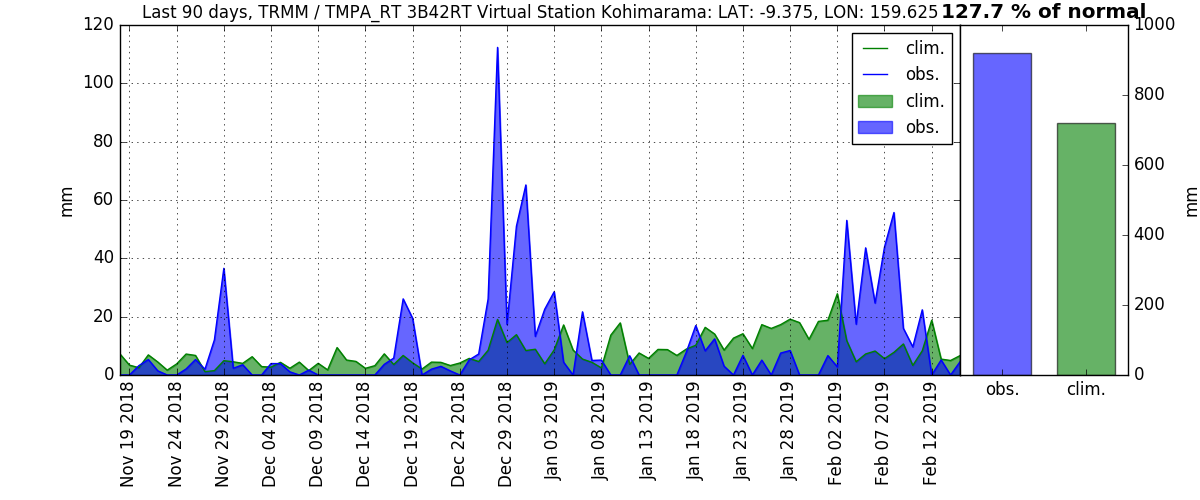 Last 90 days, TRMM / TMPA_RT 3B42RT Virtual Station Kohimarama: LAT: -9.375, LON: 159.625
127.7 % of normal
120
100
80
60
40
20
0
mm
clim.
obs.
clim.
obs.
1000
800
600
400
200
0
mm
Nov 19 2018
Nov 24 2018
Nov 29 2018
Dec 04 2018
Dec 09 2018
Dec 14 2018
Dec 19 2018
Dec 24 2018
Dec 29 2018
Jan 03 2019
Jan 08 2019
Jan 13 2019
Jan 18 2019
Jan 23 2019
Jan 28 2019
Feb 02 2019
Feb 07 2019
Feb 12 2019
obs.
clim.